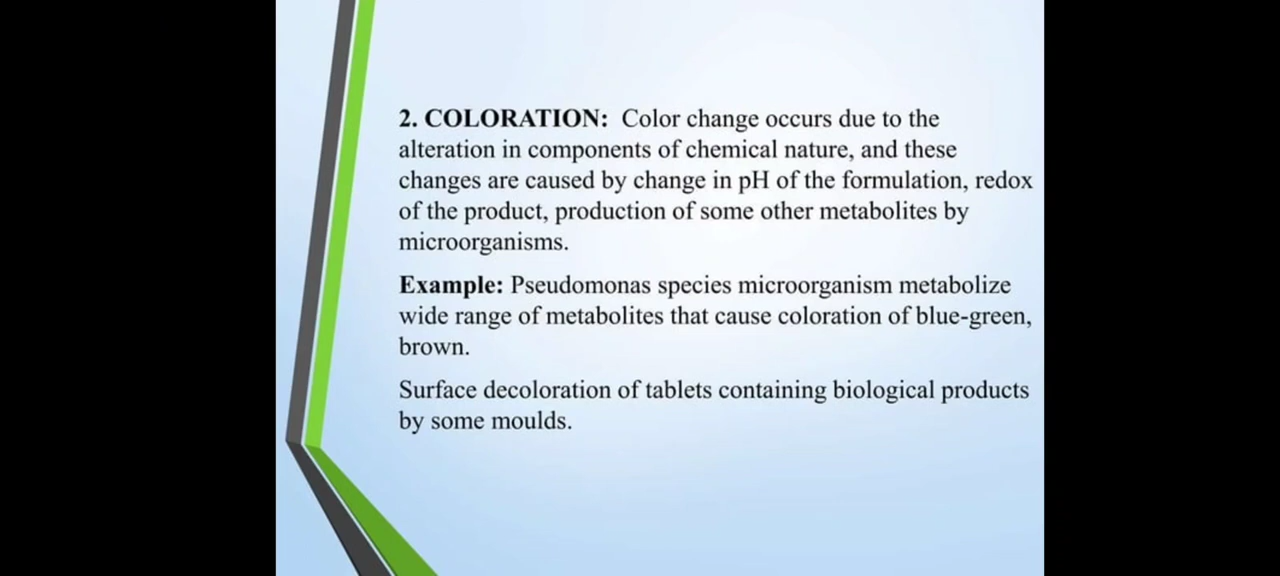 2. COLORATION: Color change occurs due to the
alteration in components of chemical nature, and these
changes are caused by change in pH of the formulation, redox
of the product, production of some other metabolites by
microorganisms.
Example: Pseudomonas species microorganism metabolize
wide range of metabolites that cause coloration of blue-green,
brown.
Surface decoloration of tablets containing biological products
by some moulds.